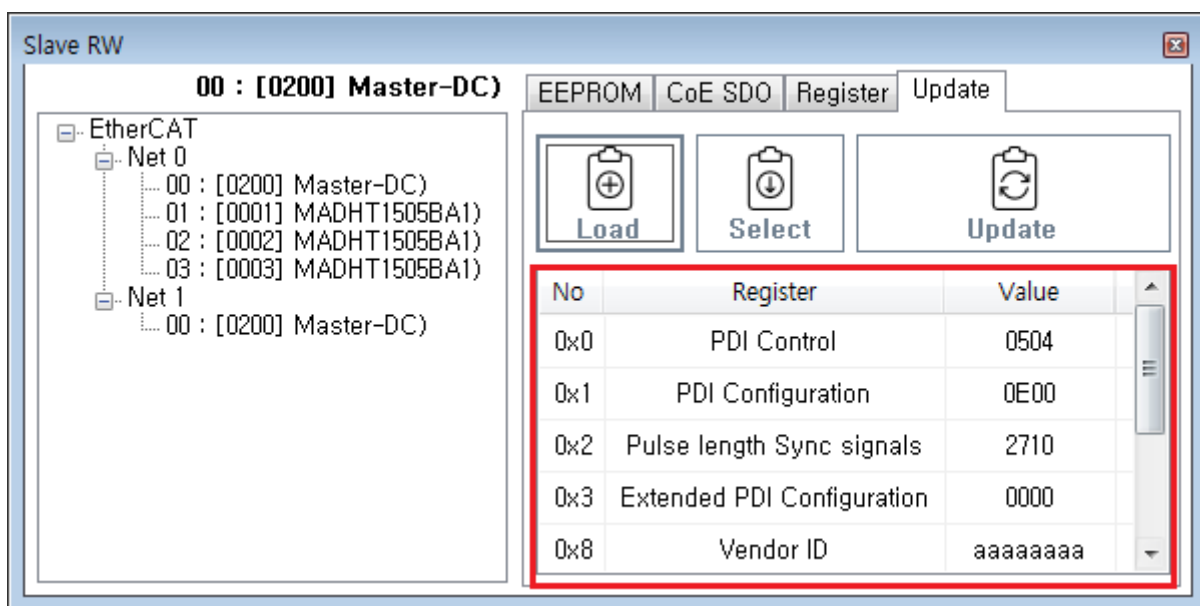 Slave RW
00 : [0200] Master-DC)
EtherCAT
Net 0
00 : [0200] Master-DC)
01 : [0001] MADHT1505BA1)
02 : [0002] MADHT1505BA1)
03 : [0003] MADHT1505BA1)
Net 1
00 : [0200] Master-DC)
EEPROM CoE SDO Register Update
Load Select Update
No Register Value
0x0 PDI Control 0504
0x1 PDI Configuration 0E00
0x2 Pulse length Sync signals 2710
0x3 Extended PDI Configuration 0000
0x8 Vendor ID aaaaaaaa